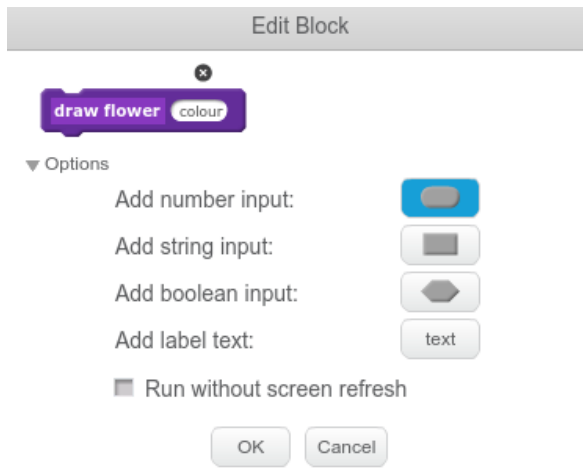 Edit Block
draw flower colour
Options
Add number input:
Add string input:
Add boolean input:
Add label text: text
Run without screen refresh
OK Cancel